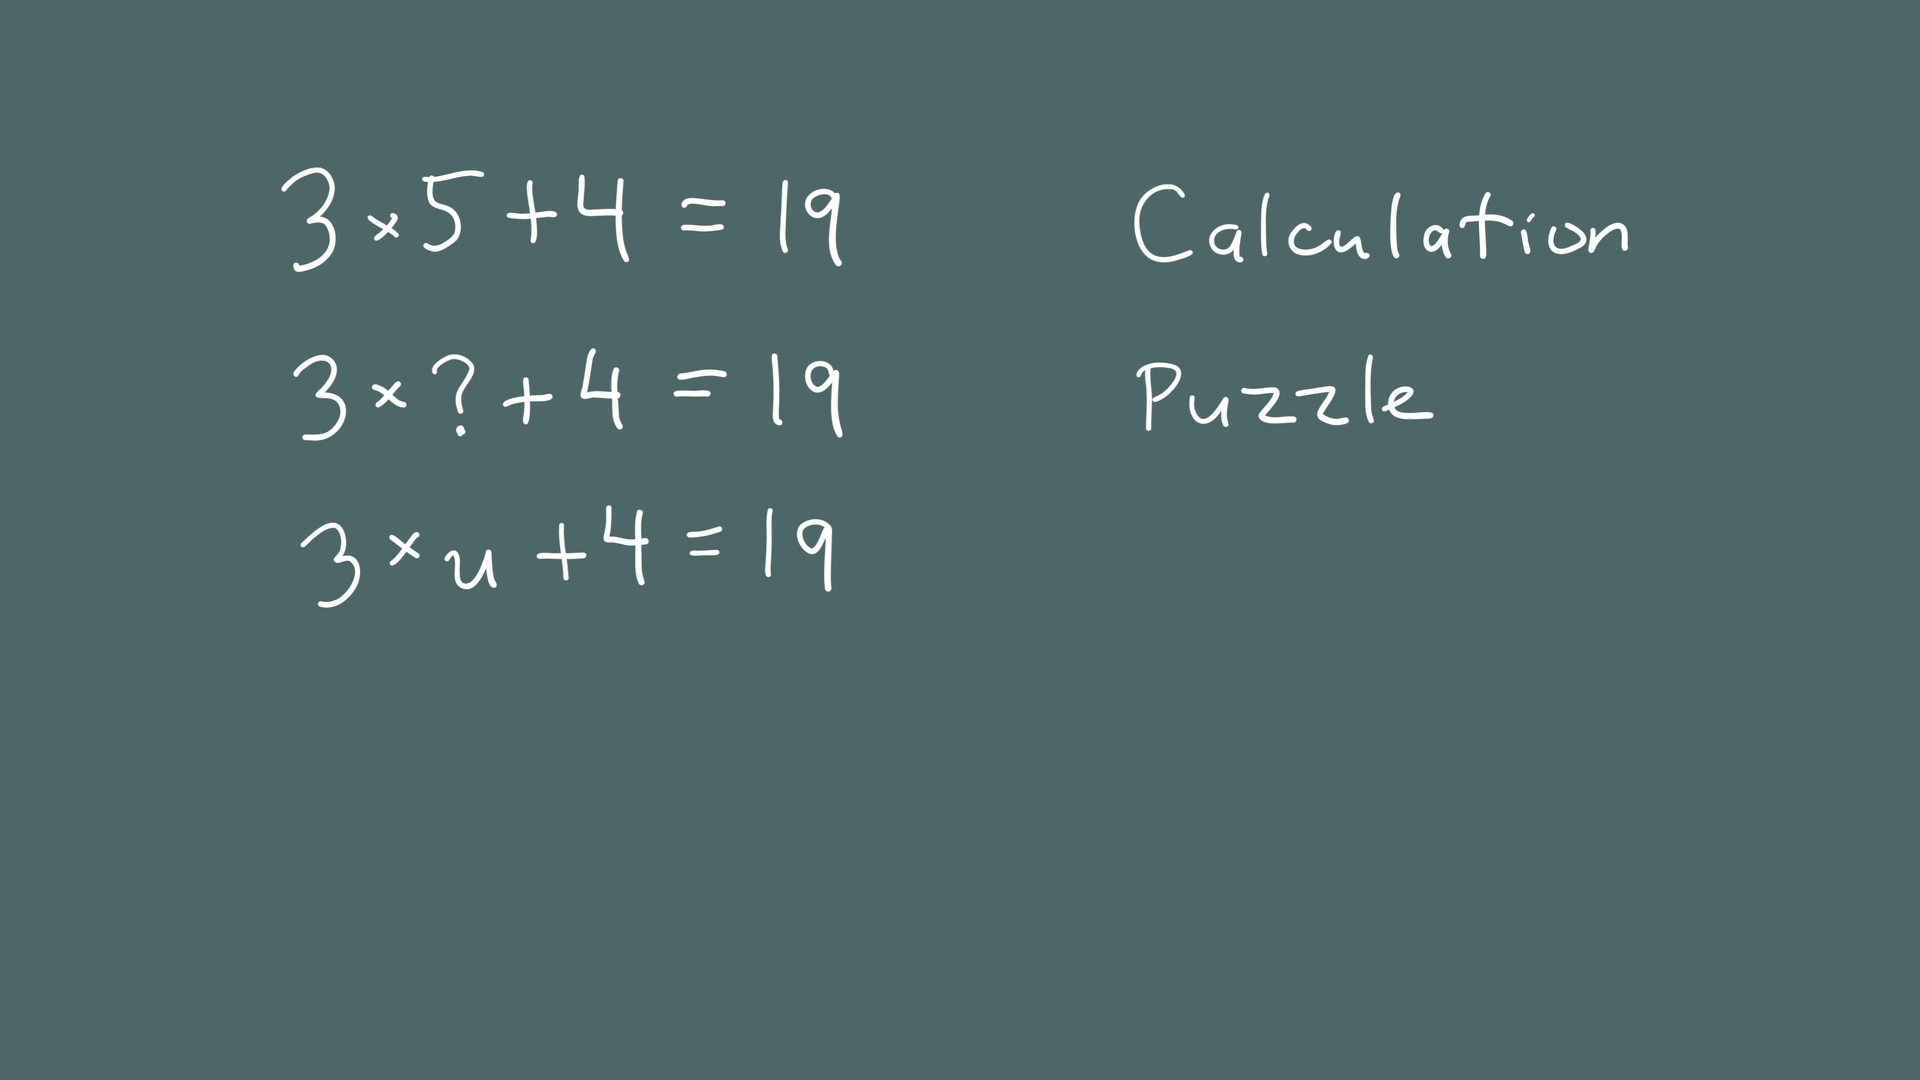 3 × 5 + 4 = 19 Calculation
3 × ? + 4 = 19 Puzzle
3 × u + 4 = 19